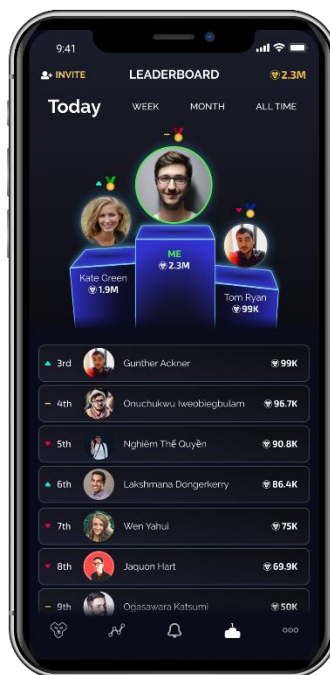 9:41
INVITE LEADERBOARD 2.3M
Today WEEK MONTH ALL TIME
ME
2.3M
Kate Green
1.9M
Tom Ryan
99K
3rd Gunther Ackner 99K
4th Onuchukwu Iweobiegbulam 96.7K
5th Nghiêm Thế Quyền 90.8K
6th Lakshmana Dongerkerry 86.4K
7th Wen Yahui 75K
8th Jaquon Hart 69.9K
9th Ogasawara Katsumi 50K